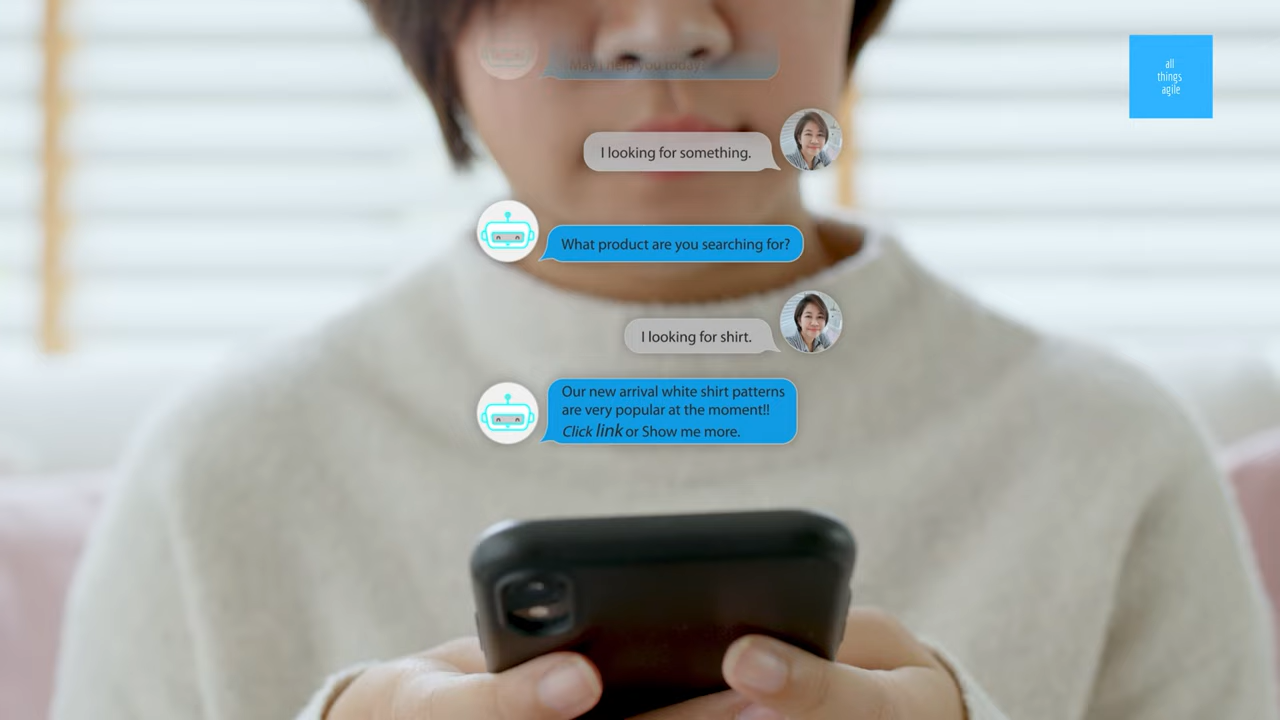 May I help you today?
all
things
agile
I looking for something.
What product are you searching for?
I looking for shirt.
Our new arrival white shirt patterns
are very popular at the moment!!
Click link or Show me more.